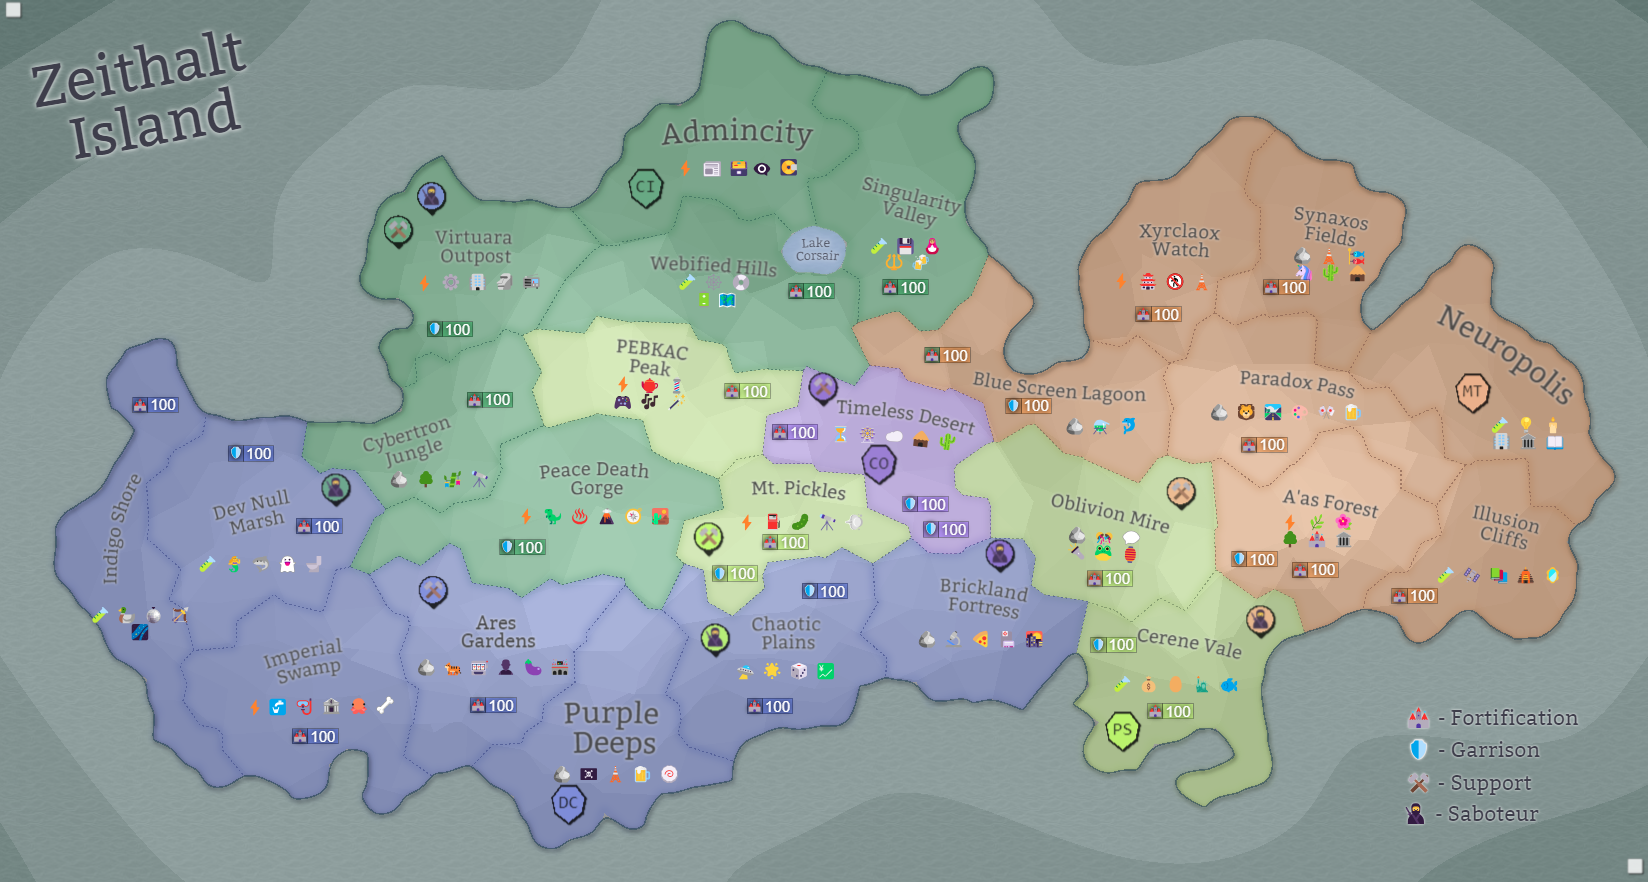 Zeithalt
Island
Admincity
CI
Singularity
Valley
Virtuara
Outpost
Webified Hills
Lake
Corsair
100
100
100
Xyrclaox
Watch
Synaxos
Fields
100
100
Neuropolis
MT
PEBKAC
Peak
100
100
100
Blue Screen Lagoon
100
Paradox Pass
100
100
Cybertron
Jungle
Timeless Desert
100
CO
100
100
Indigo Shore
100
Dev Null
Marsh
100
Peace Death
Gorge
100
Mt. Pickles
100
100
Oblivion Mire
100
A'as Forest
100
100
Illusion
Cliffs
100
Imperial
Swamp
100
Ares
Gardens
100
Chaotic
Plains
100
100
Brickland
Fortress
Cerene Vale
100
100
PS
Purple
Deeps
DC
- Fortification
- Garrison
- Support
- Saboteur